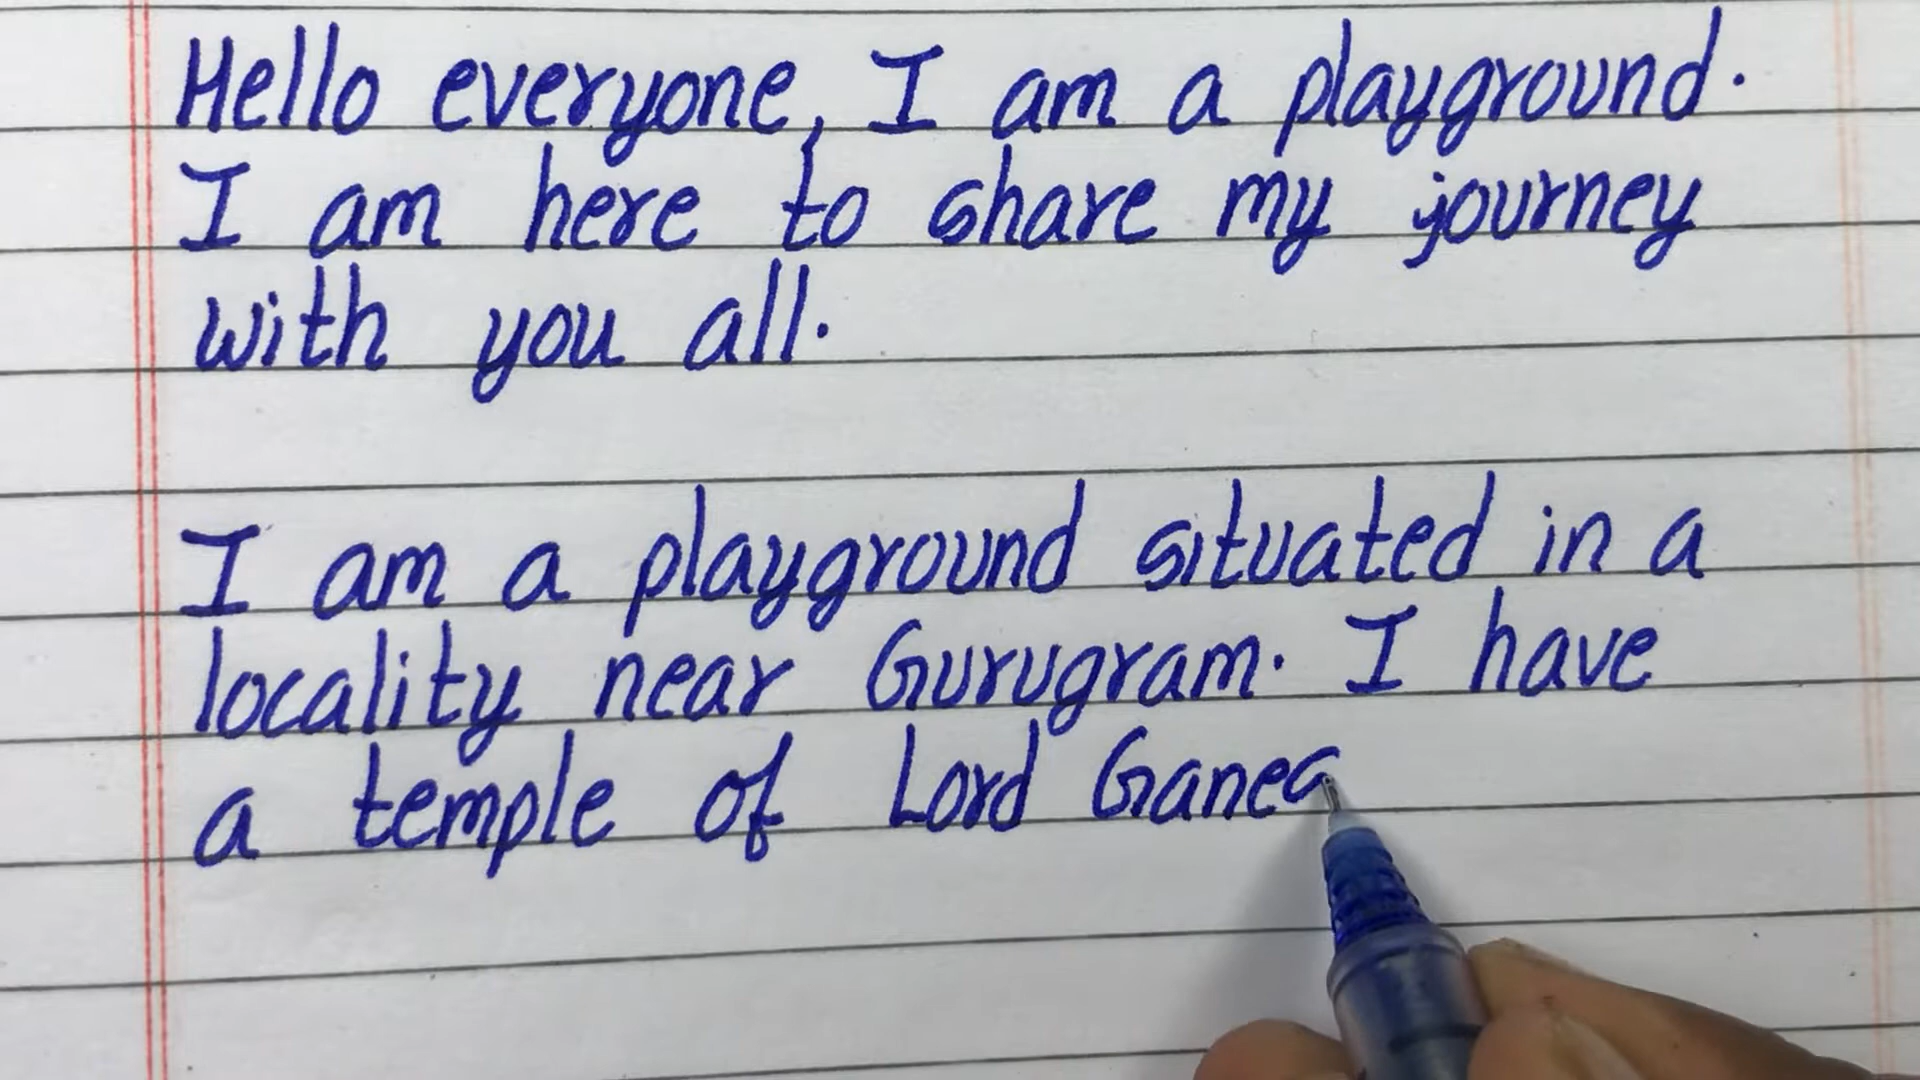 Hello everyone, I am a playground.
I am here to share my journey
with you all.
I am a playground situated in a
locality near Gurugram. I have
a temple of Lord